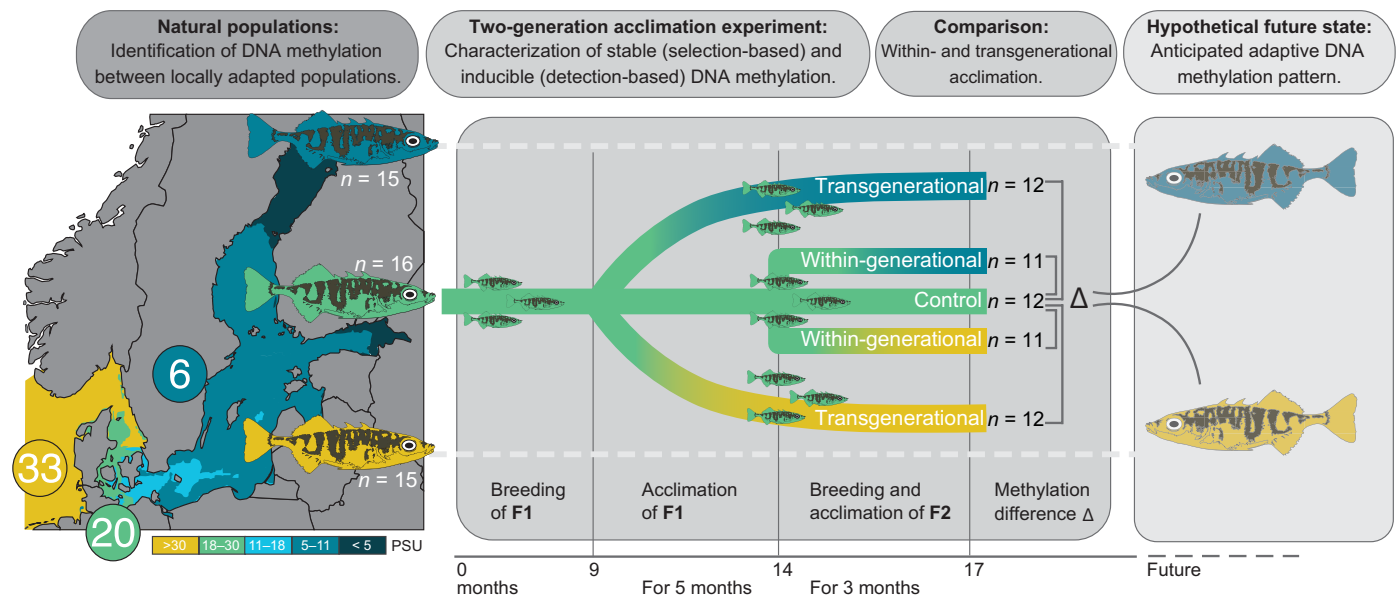 Natural populations:
Identification of DNA methylation
between locally adapted populations.
Two-generation acclimation experiment:
Characterization of stable (selection-based) and
inducible (detection-based) DNA methylation.
Comparison:
Within- and transgenerational
acclimation.
Hypothetical future state:
Anticipated adaptive DNA
methylation pattern.
n = 15
n = 16
n = 15
6
33
20
>30 18–30 11–18 5–11 < 5 PSU
Transgenerational n = 12
Within-generational n = 11
Control n = 12 Δ
Within-generational n = 11
Transgenerational n = 12
Breeding
of F1
Acclimation
of F1
Breeding and
acclimation of F2
Methylation
difference Δ
0 9 14 17 Future
months For 5 months For 3 months